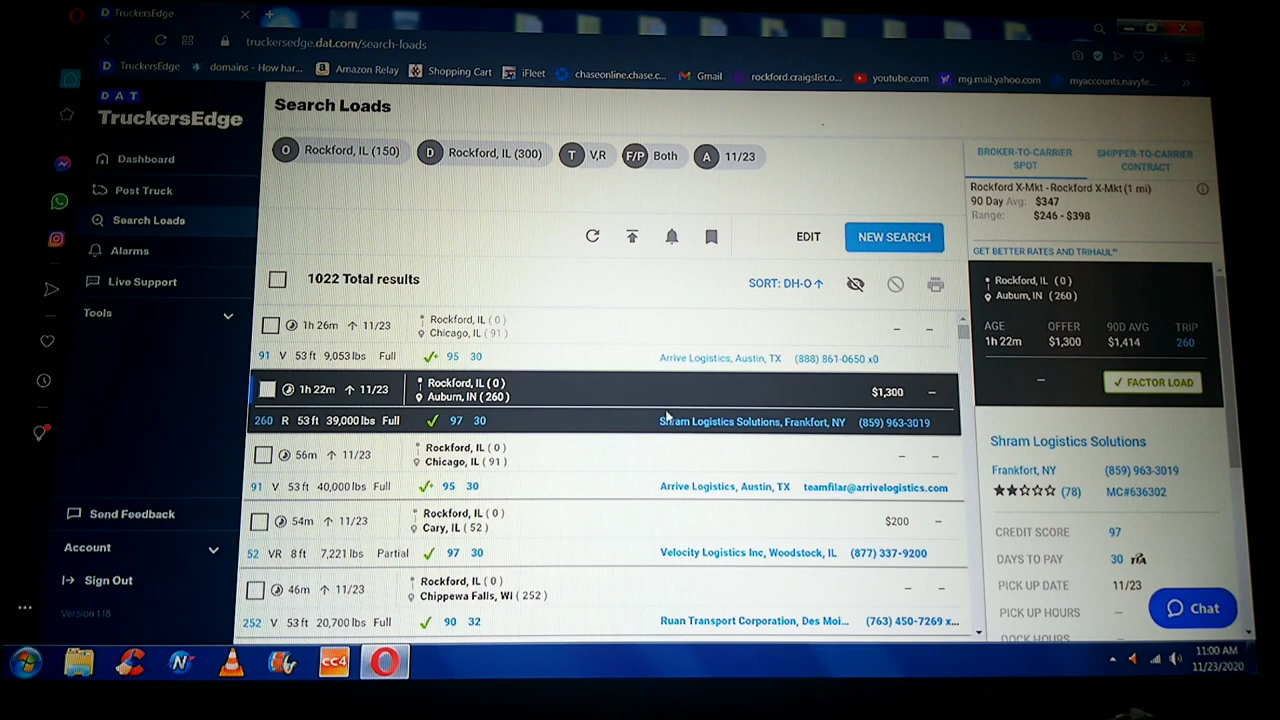 D TruckersEdge
truckersedge.dat.com/search-loads
TruckersEdge
domains - How har...
Amazon Relay
Shopping Cart
iFleet
chaseonline.chase.c...
Gmail
rockford.craigslist.o...
youtube.com
mg.mail.yahoo.com
myaccounts.navyfe...
DAT
TruckersEdge
Dashboard
Post Truck
Search Loads
Alarms
Live Support
Tools
Send Feedback
Account
Sign Out
Version 1.18
Search Loads
O Rockford, IL (150) D Rockford, IL (300) T V,R F/P Both A 11/23
EDIT NEW SEARCH
1022 Total results SORT: DH-O↑
1h 26m ↑ 11/23 Rockford, IL ( 0 ) – –
Chicago, IL ( 91 )
91 V 53 ft 9,053 lbs Full 95 30 Arrive Logistics, Austin, TX (888) 861-0650 x0
1h 22m ↑ 11/23 Rockford, IL ( 0 ) $1,300 –
Auburn, IN ( 260 )
260 R 53 ft 39,000 lbs Full 97 30 Shram Logistics Solutions, Frankfort, NY (859) 963-3019
56m ↑ 11/23 Rockford, IL ( 0 ) – –
Chicago, IL ( 91 )
91 V 53 ft 40,000 lbs Full 95 30 Arrive Logistics, Austin, TX teamfilar@arrivelogistics.com
54m ↑ 11/23 Rockford, IL ( 0 ) $200 –
Cary, IL ( 52 )
52 VR 8 ft 7,221 lbs Partial 97 30 Velocity Logistics Inc, Woodstock, IL (877) 337-9200
46m ↑ 11/23 Rockford, IL ( 0 ) – –
Chippewa Falls, WI ( 252 )
252 V 53 ft 20,700 lbs Full 90 32 Ruan Transport Corporation, Des Moi... (763) 450-7269 x...
BROKER-TO-CARRIER SPOT
SHIPPER-TO-CARRIER CONTRACT
Rockford X-Mkt - Rockford X-Mkt (1 mi)
90 Day Avg: $347
Range: $246 - $398
GET BETTER RATES AND TRIHAUL™
Rockford, IL ( 0 )
Auburn, IN ( 260 )
AGE OFFER 90D AVG TRIP
1h 22m $1,300 $1,414 260
– ✓ FACTOR LOAD
Shram Logistics Solutions
Frankfort, NY (859) 963-3019
★★☆☆☆ (78) MC#636302
CREDIT SCORE 97
DAYS TO PAY 30 TIA
PICK UP DATE 11/23
PICK UP HOURS –
DOCK HOURS
Chat
CC4
11:00 AM
11/23/2020